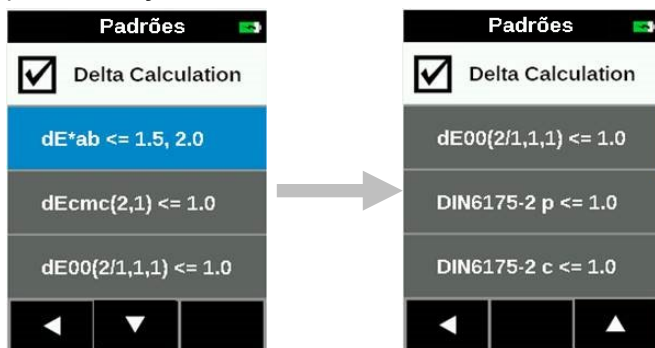 Padrões
Delta Calculation
dE*ab <= 1.5, 2.0
dEcmc(2,1) <= 1.0
dE00(2/1,1,1) <= 1.0
Padrões
Delta Calculation
dE00(2/1,1,1) <= 1.0
DIN6175-2 p <= 1.0
DIN6175-2 c <= 1.0